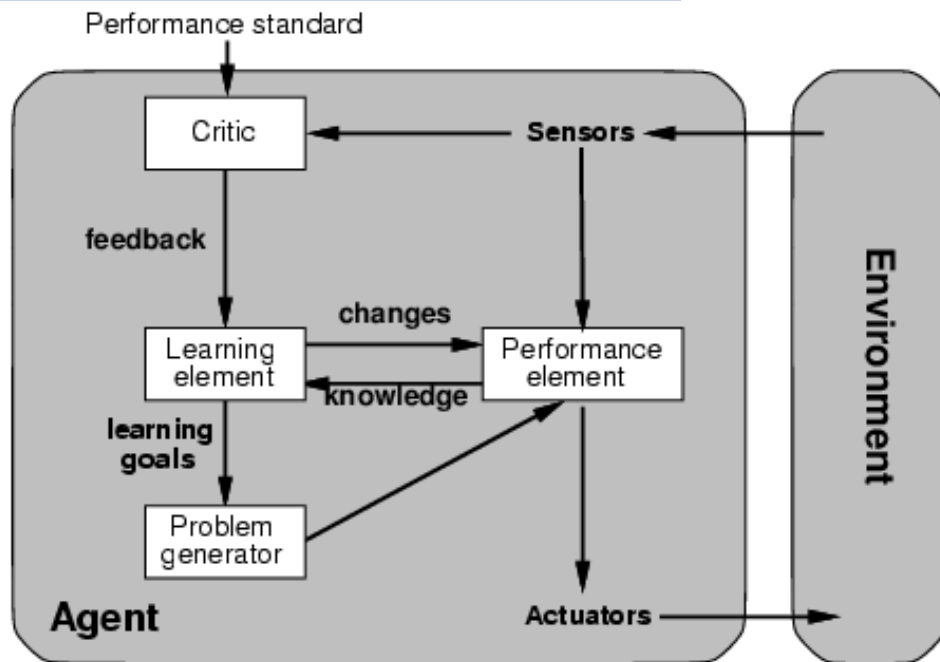 Performance standard
Critic
Sensors
feedback
changes
Learning
element
Performance
element
knowledge
learning
goals
Problem
generator
Agent
Actuators
Environment